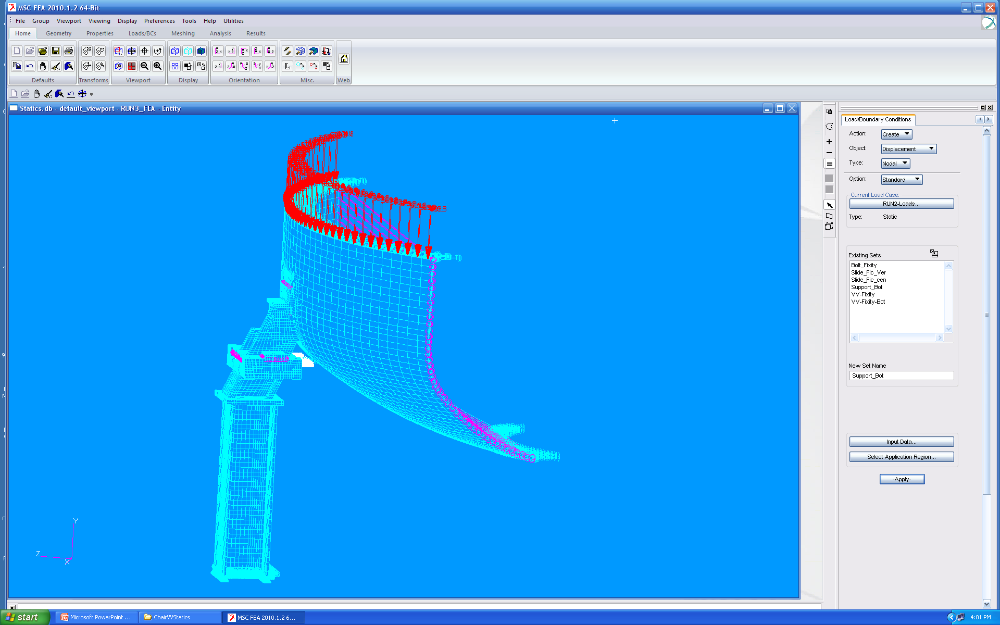 MSC FEA 2010.1.2 64-Bit
File Group Viewport Viewing Display Preferences Tools Help Utilities
Home Geometry Properties Loads/BCs Meshing Analysis Results
Defaults Transforms Viewport Display Orientation Misc. Web
Statics.db - default_viewport - RUN3_FEA - Entity
Load/Boundary Conditions
Action: Create
Object: Displacement
Type: Nodal
Option: Standard
Current Load Case:
RUN2-Loads...
Type: Static
Existing Sets
Bolt_Fixity
Slide_Fic_Ver
Slide_Fic_cen
Support_Bot
VV-Fixity
VV-Fixity-Bot
New Set Name
Support_Bot
Input Data...
Select Application Region...
-Apply-
Y
Z
X
start
Microsoft PowerPoint ...
ChairVVStatics
MSC FEA 2010.1.2 6...
4:01 PM